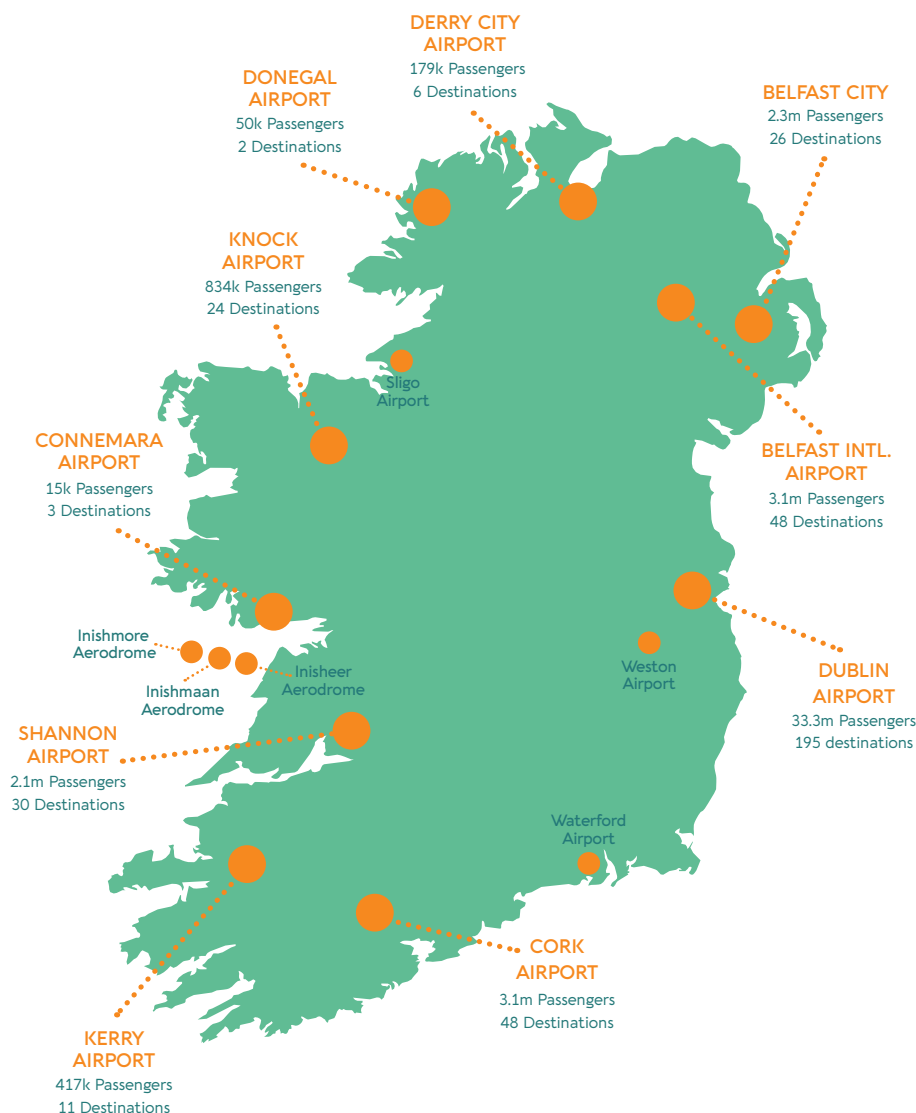 DERRY CITY
AIRPORT
179k Passengers
6 Destinations
DONEGAL
AIRPORT
50k Passengers
2 Destinations
BELFAST CITY
2.3m Passengers
26 Destinations
KNOCK
AIRPORT
834k Passengers
24 Destinations
Sligo
Airport
CONNEMARA
AIRPORT
15k Passengers
3 Destinations
BELFAST INTL.
AIRPORT
3.1m Passengers
48 Destinations
Inishmore
Aerodrome
Inishmaan
Aerodrome
Inisheer
Aerodrome
Weston
Airport
DUBLIN
AIRPORT
33.3m Passengers
195 destinations
SHANNON
AIRPORT
2.1m Passengers
30 Destinations
Waterford
Airport
CORK
AIRPORT
3.1m Passengers
48 Destinations
KERRY
AIRPORT
417k Passengers
11 Destinations